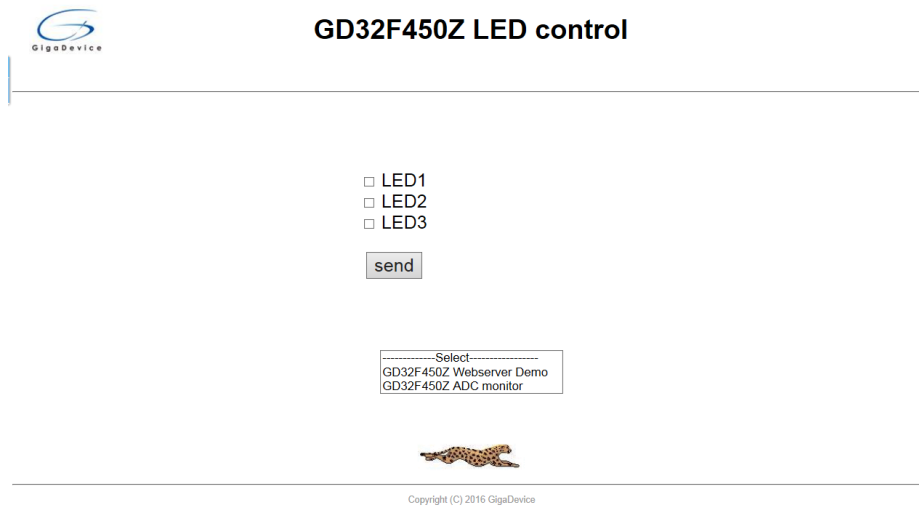 GigaDevice
GD32F450Z LED control
LED1
LED2
LED3
send
-------------Select-----------------
GD32F450Z Webserver Demo
GD32F450Z ADC monitor
Copyright (C) 2016 GigaDevice